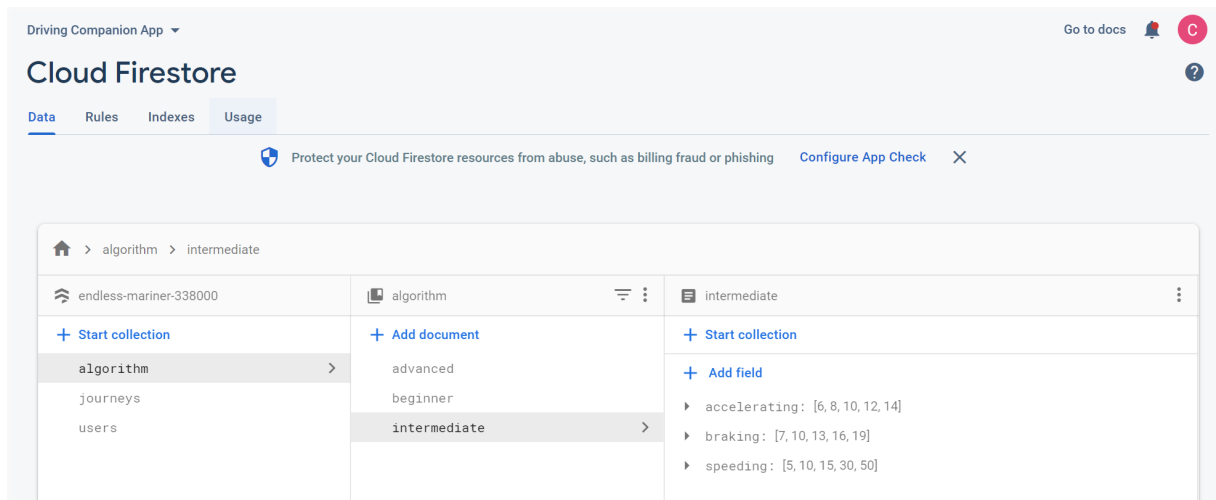 Driving Companion App
Go to docs
C
Cloud Firestore
?
Data Rules Indexes Usage
Protect your Cloud Firestore resources from abuse, such as billing fraud or phishing Configure App Check
algorithm > intermediate
endless-mariner-338000
algorithm
intermediate
+ Start collection
+ Add document
+ Start collection
algorithm
advanced
+ Add field
journeys
beginner
accelerating: [6, 8, 10, 12, 14]
users
intermediate
braking: [7, 10, 13, 16, 19]
speeding: [5, 10, 15, 30, 50]